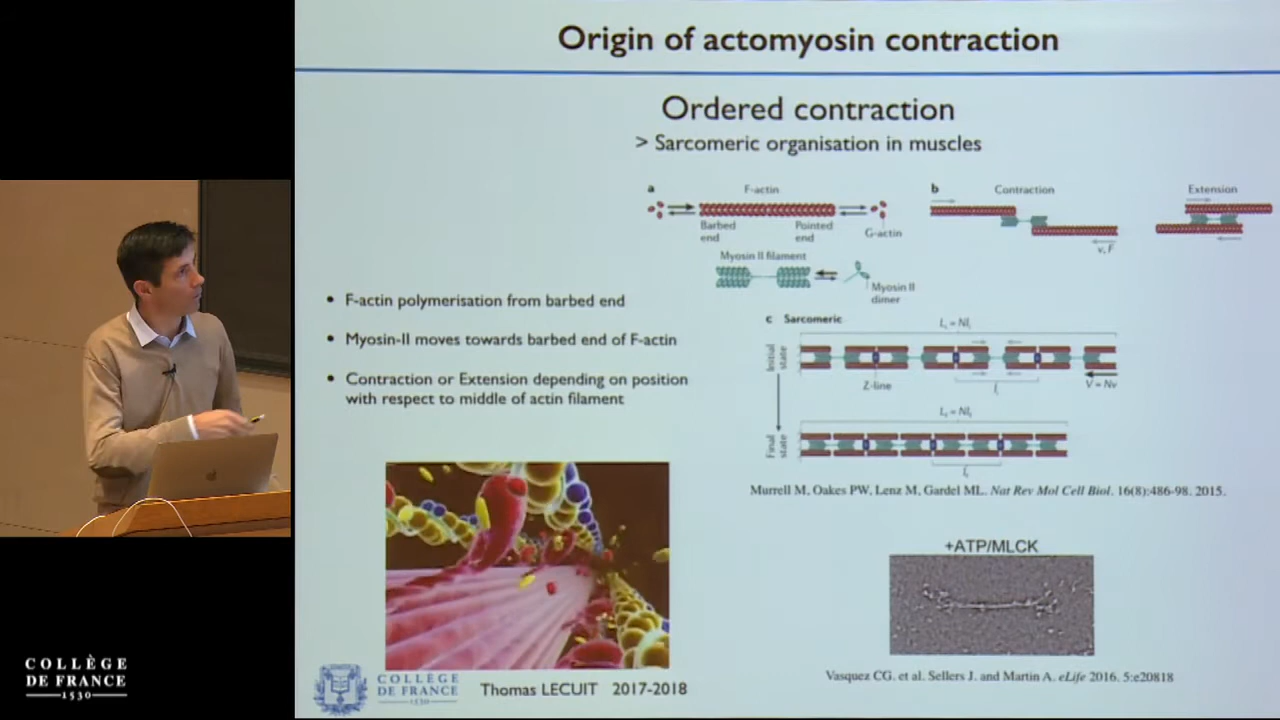 Origin of actomyosin contraction
Ordered contraction
> Sarcomeric organisation in muscles
a
F-actin
Barbed end
Pointed end
G-actin
Myosin II filament
Myosin II dimer
b
Contraction
Extension
v, F
c Sarcomeric
Initial state
Z-line
V = Nv
Final state
• F-actin polymerisation from barbed end
• Myosin-II moves towards barbed end of F-actin
• Contraction or Extension depending on position
with respect to middle of actin filament
Murrell M, Oakes PW, Lenz M, Gardel ML. Nat Rev Mol Cell Biol. 16(8):486-98. 2015.
+ATP/MLCK
Vasquez CG. et al. Sellers J. and Martin A. eLife 2016. 5:e20818
COLLÈGE
DE FRANCE
1530
Thomas LECUIT 2017-2018
COLLÈGE
DE FRANCE
1530